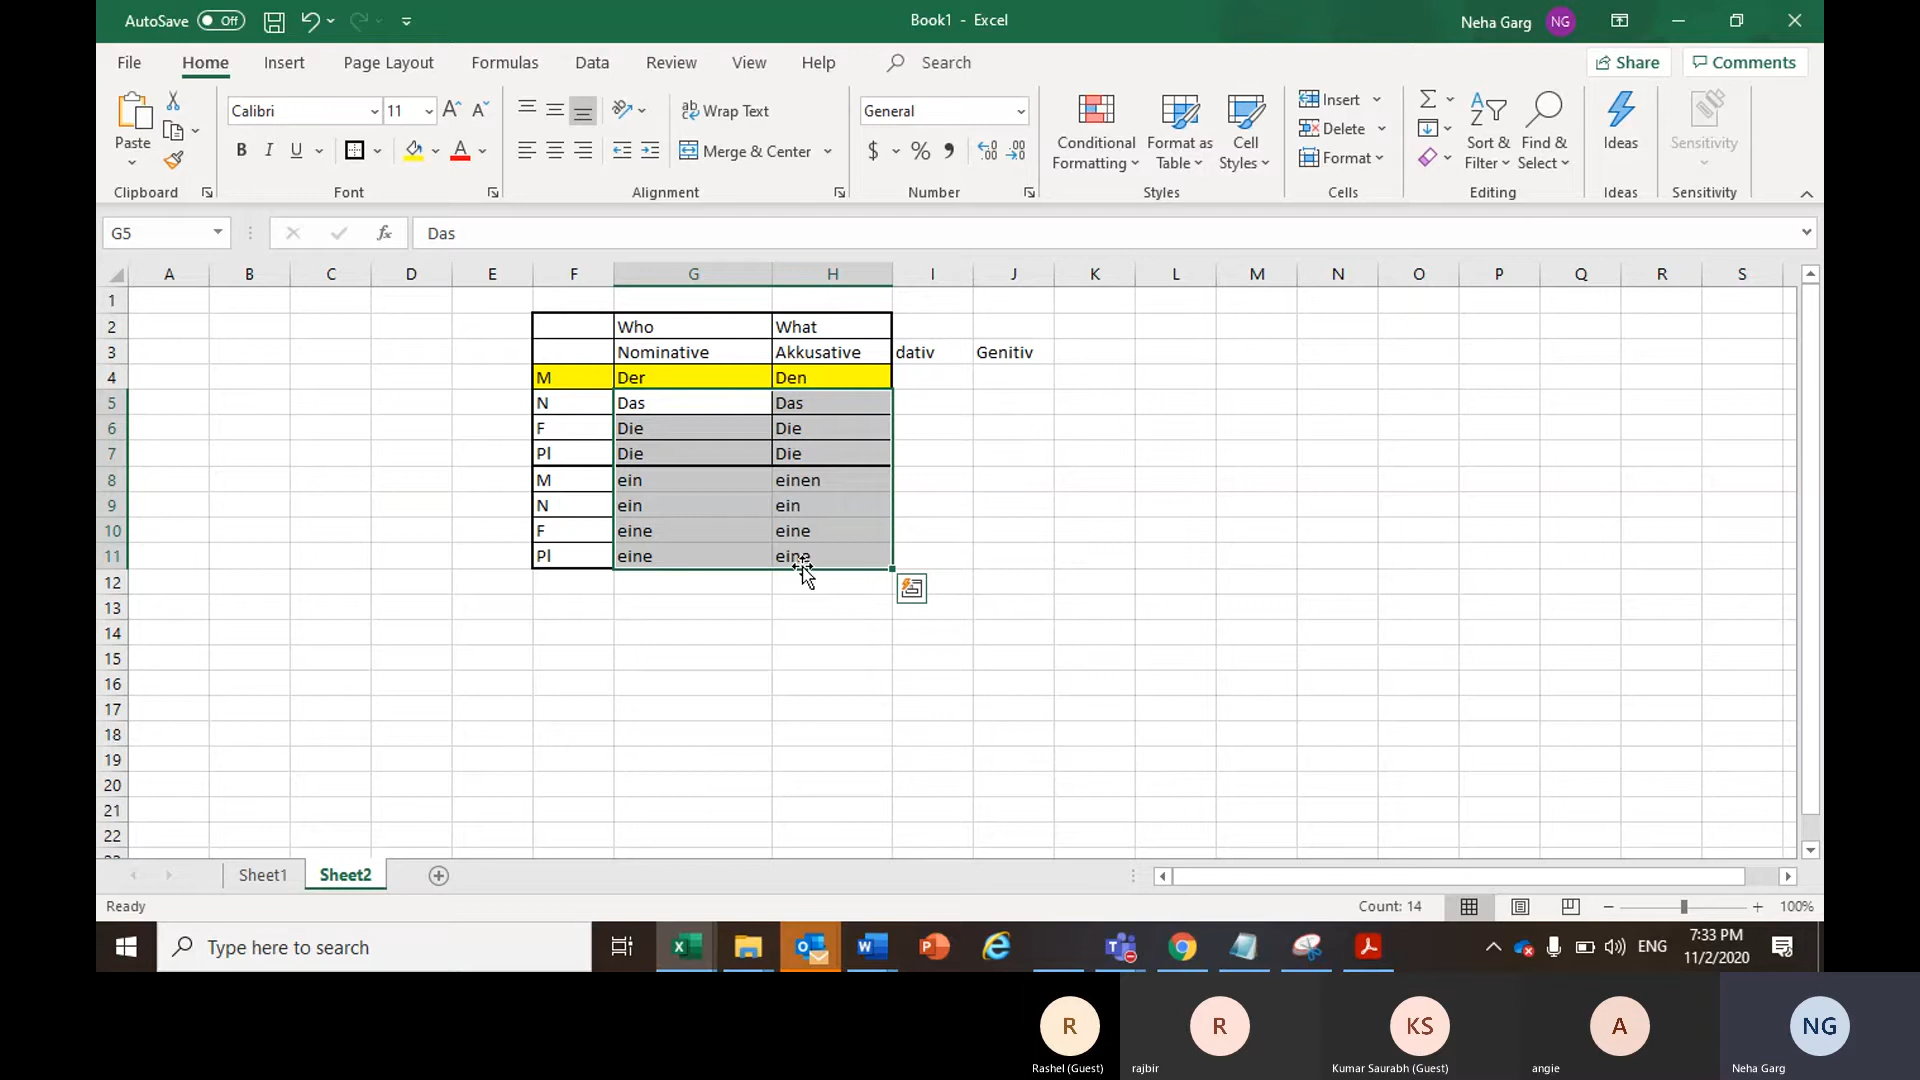 AutoSave Off Book1 - Excel Neha Garg NG
File Home Insert Page Layout Formulas Data Review View Help Search Share Comments
Calibri 11 ab Wrap Text General Insert
Paste Conditional Format as Cell Delete Sort & Find & Ideas Sensitivity
B I U A Merge & Center $ % Formatting Table Styles Format Filter Select
Clipboard Font Alignment Number Styles Cells Editing Ideas Sensitivity
G5 fx Das
A B C D E F G H I J K L M N O P Q R S
1
2 Who What
3 Nominative Akkusative dativ Genitiv
4 M Der Den
5 N Das Das
6 F Die Die
7 Pl Die Die
8 M ein einen
9 N ein ein
10 F eine eine
11 Pl eine eine
12
13
14
15
16
17
18
19
20
21
22
Sheet1 Sheet2
Ready Count: 14 100%
Type here to search ENG 7:33 PM
11/2/2020
R R KS A NG
Rashel (Guest) rajbir Kumar Saurabh (Guest) angie Neha Garg